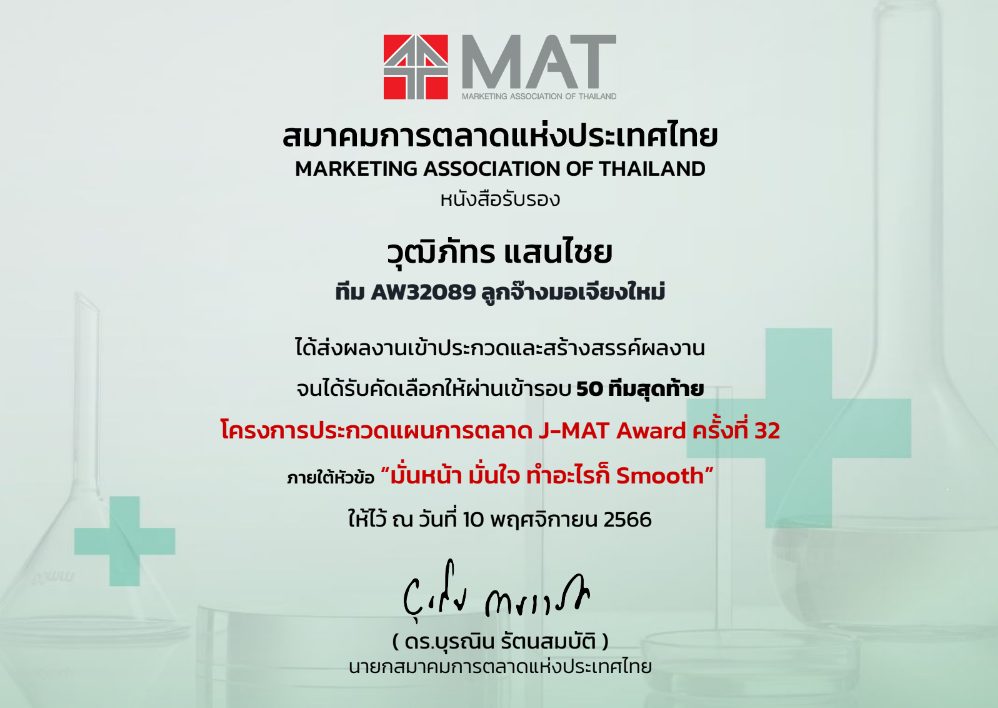 MAT
MARKETING ASSOCIATION OF THAILAND
สมาคมการตลาดแห่งประเทศไทย
MARKETING ASSOCIATION OF THAILAND
หนังสือรับรอง
วุฒิภัทร แสนไชย
ทีม AW32089 ลูกจ๊างมอเจียงใหม่
ได้ส่งผลงานเข้าประกวดและสร้างสรรค์ผลงาน
จนได้รับคัดเลือกให้ผ่านเข้ารอบ 50 ทีมสุดท้าย
โครงการประกวดแผนการตลาด J-MAT Award ครั้งที่ 32
ภายใต้หัวข้อ “มั่นหน้า มั่นใจ ทำอะไรก็ Smooth”
ให้ไว้ ณ วันที่ 10 พฤศจิกายน 2566
( ดร.บุรณิน รัตนสมบัติ )
นายกสมาคมการตลาดแห่งประเทศไทย